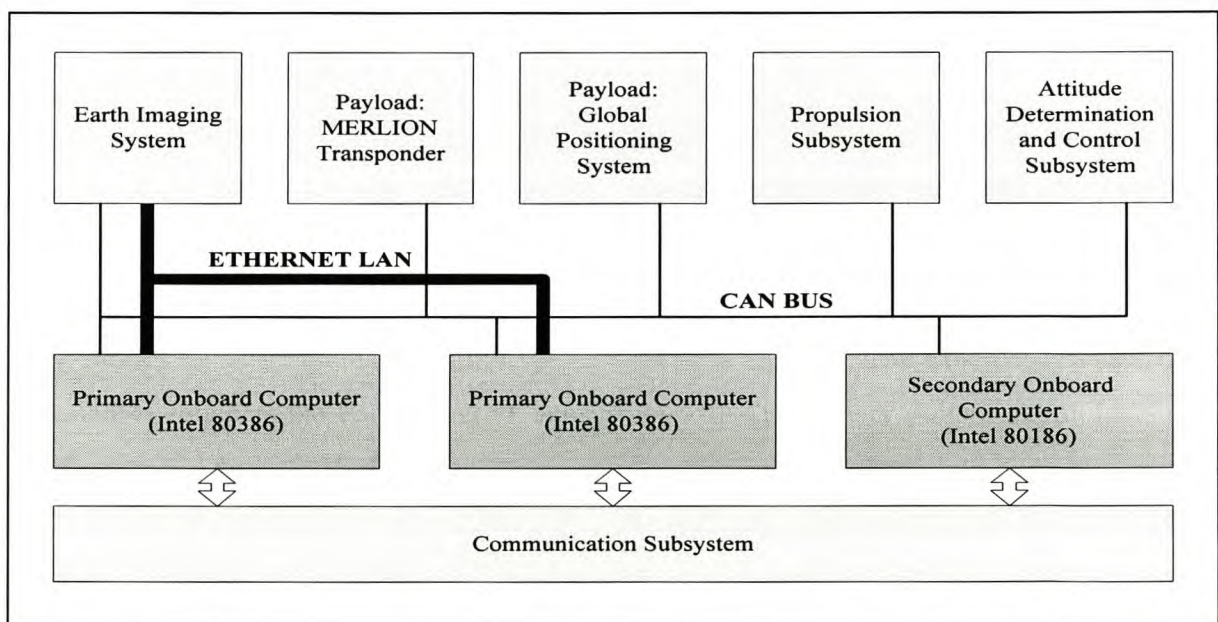 Earth Imaging
System
Payload:
MERLION
Transponder
Payload:
Global
Positioning
System
Propulsion
Subsystem
Attitude
Determination
and Control
Subsystem
ETHERNET LAN
CAN BUS
Primary Onboard Computer
(Intel 80386)
Primary Onboard Computer
(Intel 80386)
Secondary Onboard
Computer
(Intel 80186)
Communication Subsystem